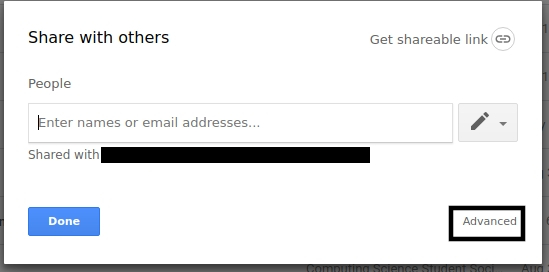 Share with others
Get shareable link
People
Enter names or email addresses...
Shared with
Done
Advanced
Computing Science Student Soci